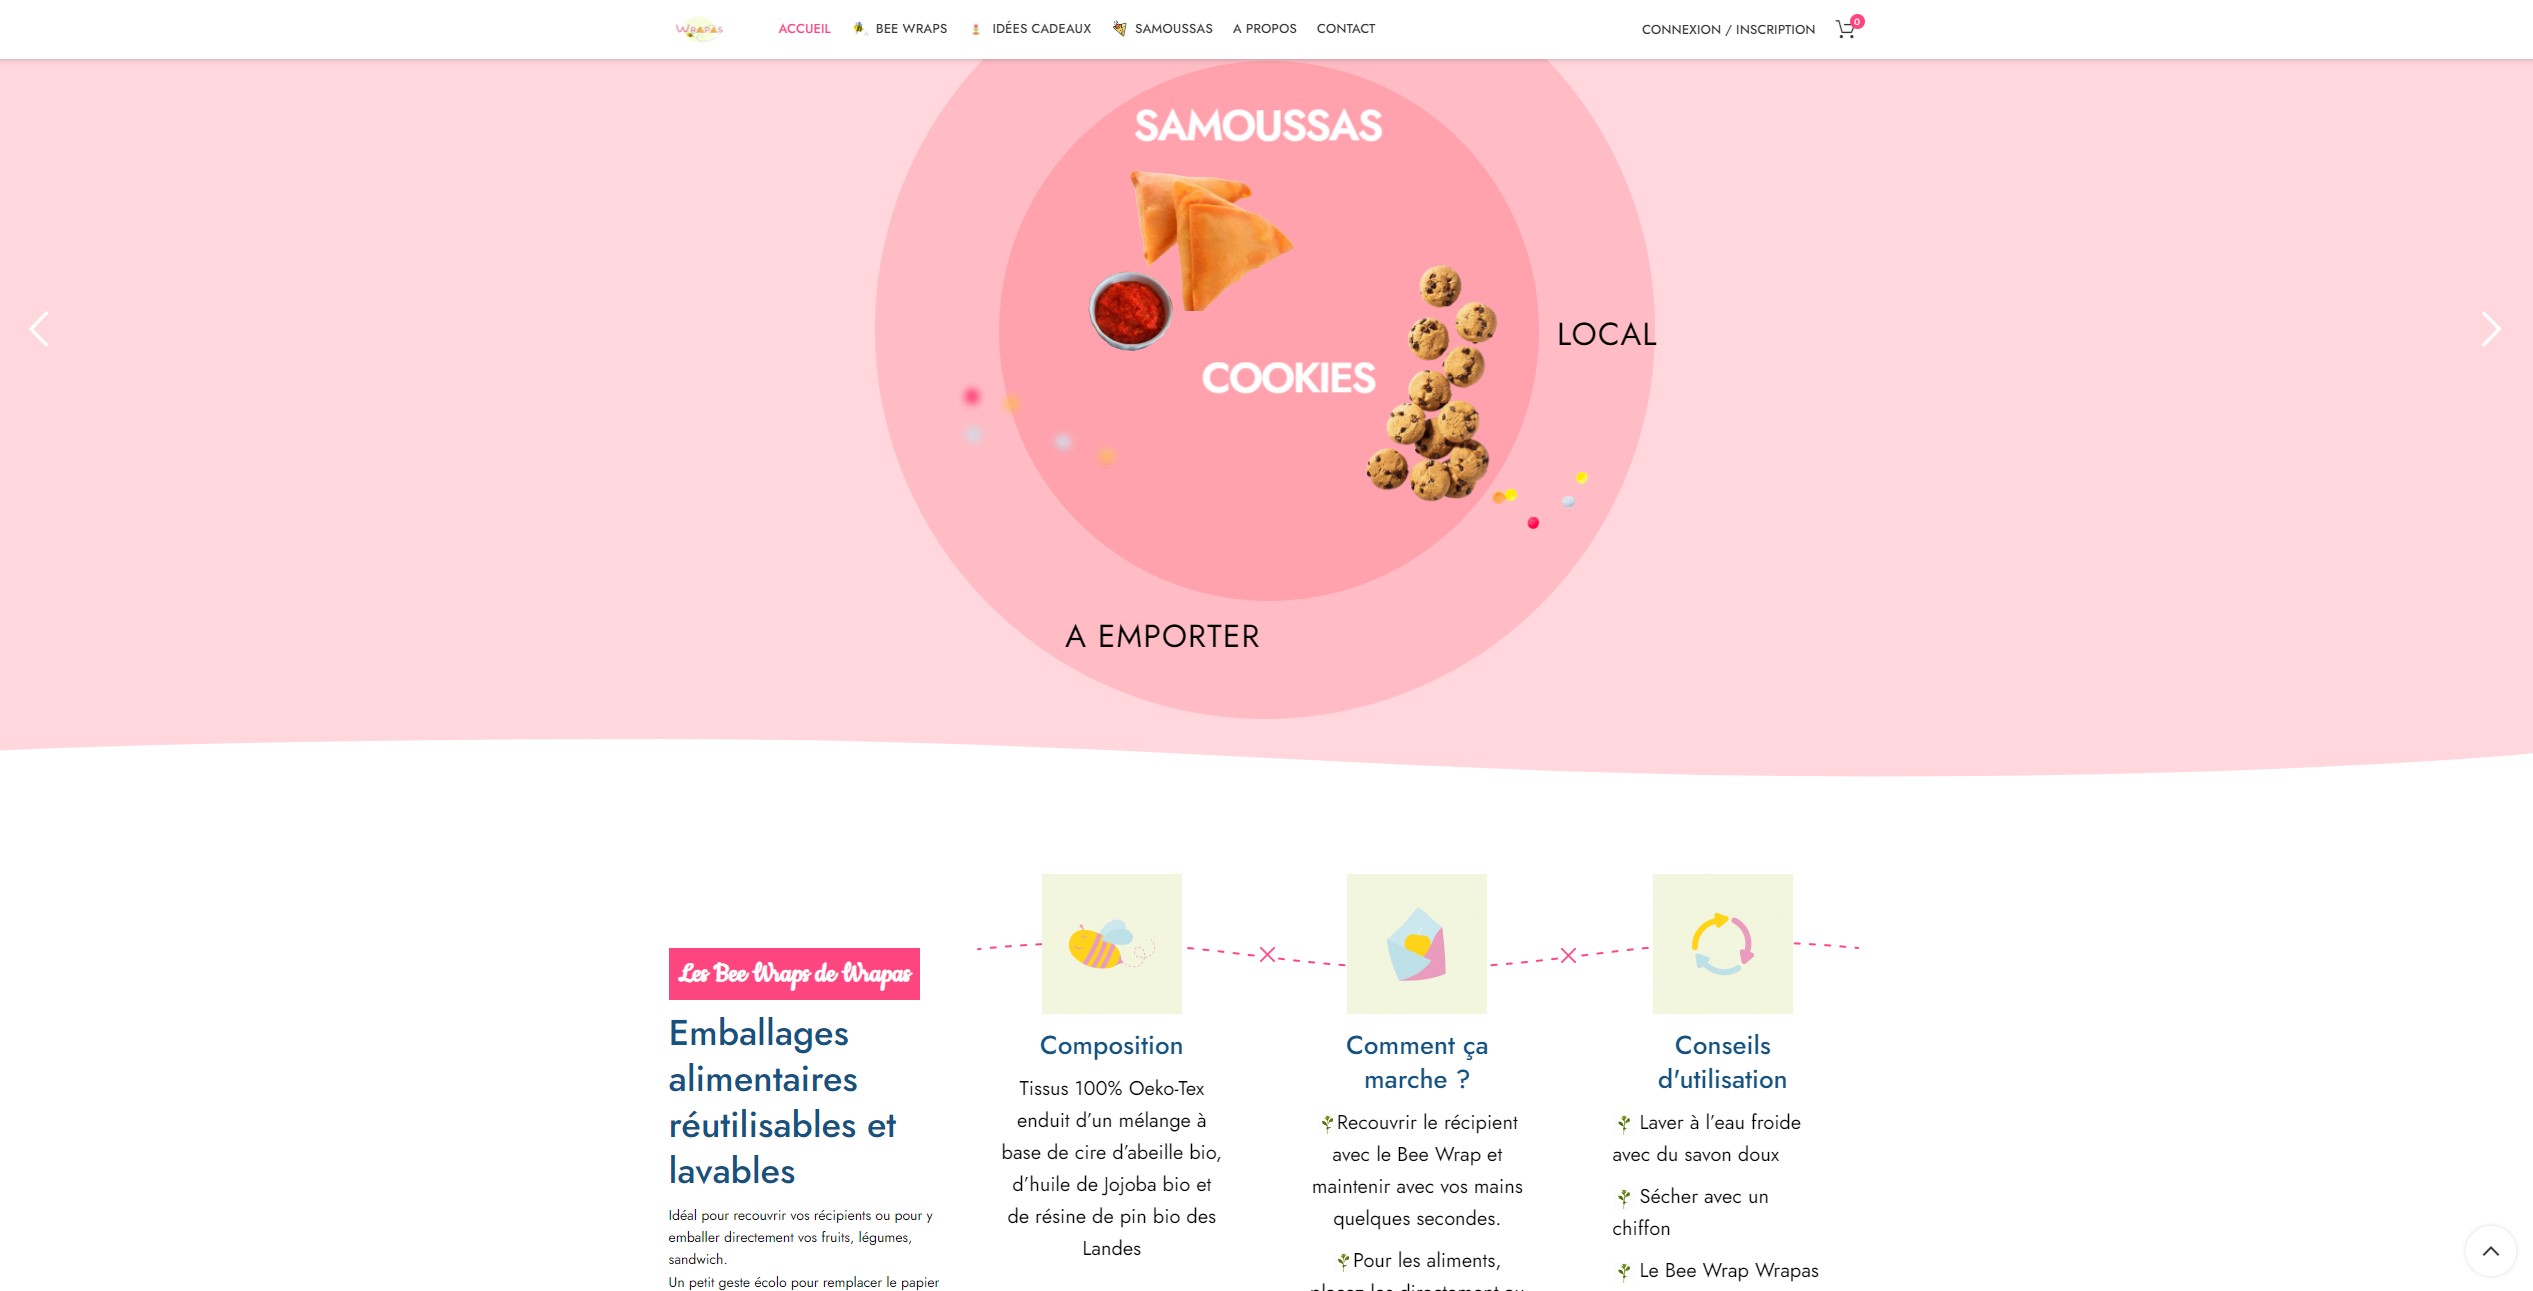 Wrapas
ACCUEIL
BEE WRAPS
IDÉES CADEAUX
SAMOUSSAS
A PROPOS
CONTACT
CONNEXION / INSCRIPTION
0
SAMOUSSAS
LOCAL
COOKIES
A EMPORTER
Les Bee Wraps de Wrapas
Emballages
alimentaires
réutilisables et
lavables
Idéal pour recouvrir vos récipients ou pour y
emballer directement vos fruits, légumes,
sandwich.
Un petit geste écolo pour remplacer le papier
Composition
Tissus 100% Oeko-Tex
enduit d’un mélange à
base de cire d’abeille bio,
d’huile de Jojoba bio et
de résine de pin bio des
Landes
Comment ça
marche ?
Recouvrir le récipient
avec le Bee Wrap et
maintenir avec vos mains
quelques secondes.
Pour les aliments,
placez les directement ou
Conseils
d'utilisation
Laver à l’eau froide
avec du savon doux
Sécher avec un
chiffon
Le Bee Wrap Wrapas